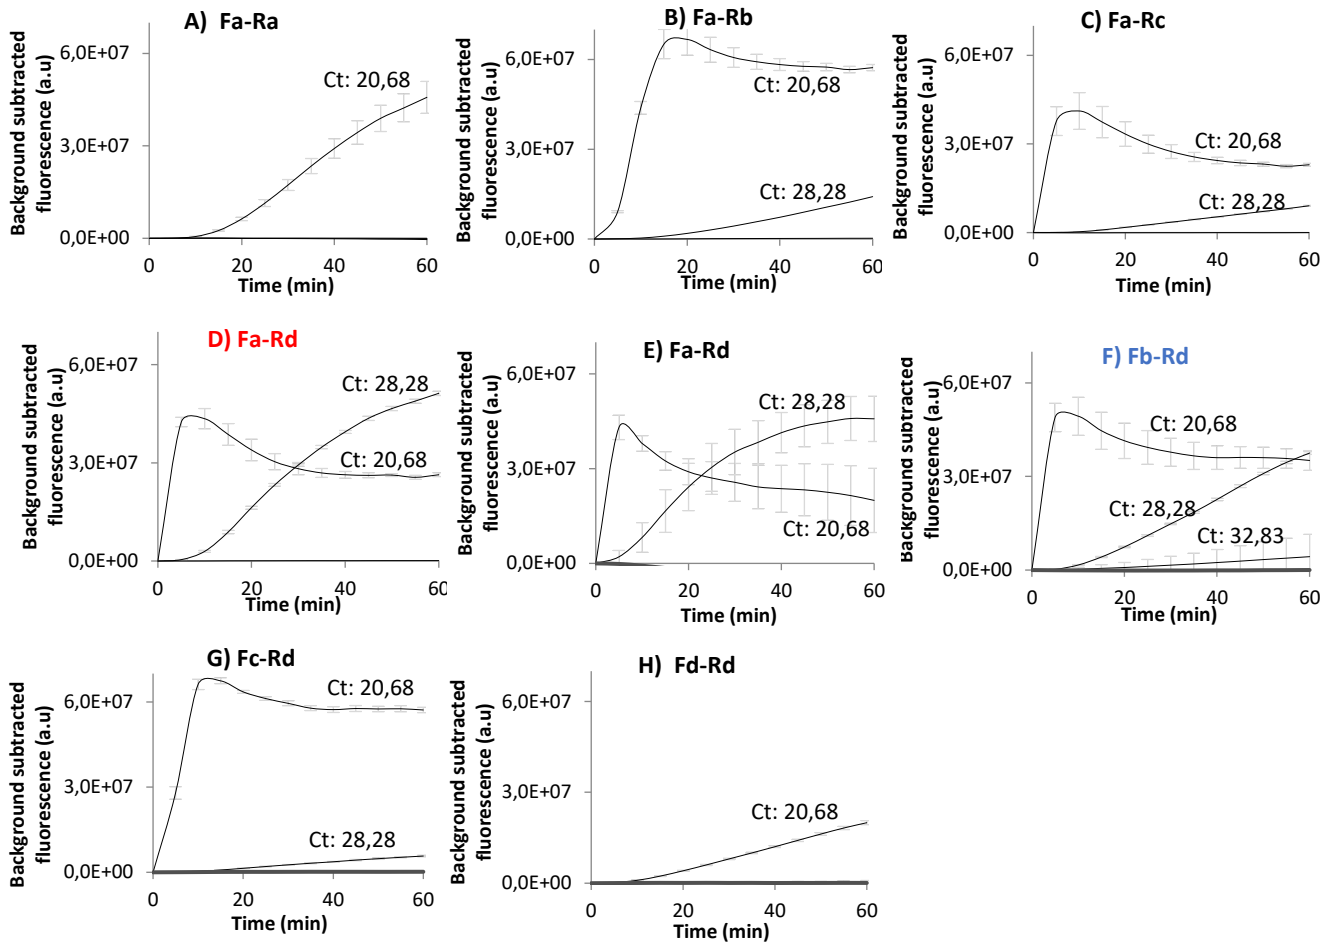 A) Fa-Ra
Background subtracted
fluorescence (a.u)
6,0E+07
3,0E+07
0,0E+00
Ct: 20,68
0 20 40 60
Time (min)
B) Fa-Rb
Background subtracted
fluorescence (a.u)
6,0E+07
3,0E+07
0,0E+00
Ct: 20,68
Ct: 28,28
0 20 40 60
Time (min)
C) Fa-Rc
Background subtracted
fluorescence (a.u)
6,0E+07
3,0E+07
0,0E+00
Ct: 20,68
Ct: 28,28
0 20 40 60
Time (min)
D) Fa-Rd
Background subtracted
fluorescence (a.u)
6,0E+07
3,0E+07
0,0E+00
Ct: 28,28
Ct: 20,68
0 20 40 60
Time (min)
E) Fa-Rd
Background subtracted
fluorescence (a.u)
6,0E+07
3,0E+07
0,0E+00
Ct: 28,28
Ct: 20,68
0 20 40 60
Time (min)
F) Fb-Rd
Background subtracted
fluorescence (a.u)
6,0E+07
3,0E+07
0,0E+00
Ct: 20,68
Ct: 28,28
Ct: 32,83
0 20 40 60
Time (min)
G) Fc-Rd
Background subtracted
fluorescence (a.u)
6,0E+07
3,0E+07
0,0E+00
Ct: 20,68
Ct: 28,28
0 20 40 60
Time (min)
H) Fd-Rd
Background subtracted
fluorescence (a.u)
6,0E+07
3,0E+07
0,0E+00
Ct: 20,68
0 20 40 60
Time (min)